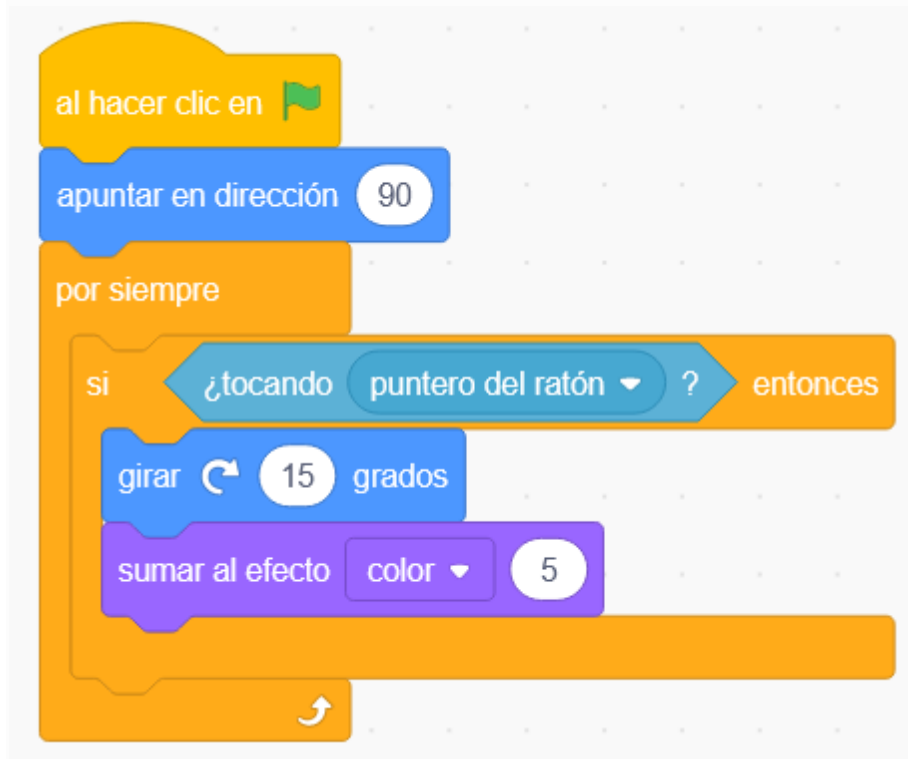 al hacer clic en
apuntar en dirección 90
por siempre
si ¿tocando puntero del ratón ? entonces
girar 15 grados
sumar al efecto color 5